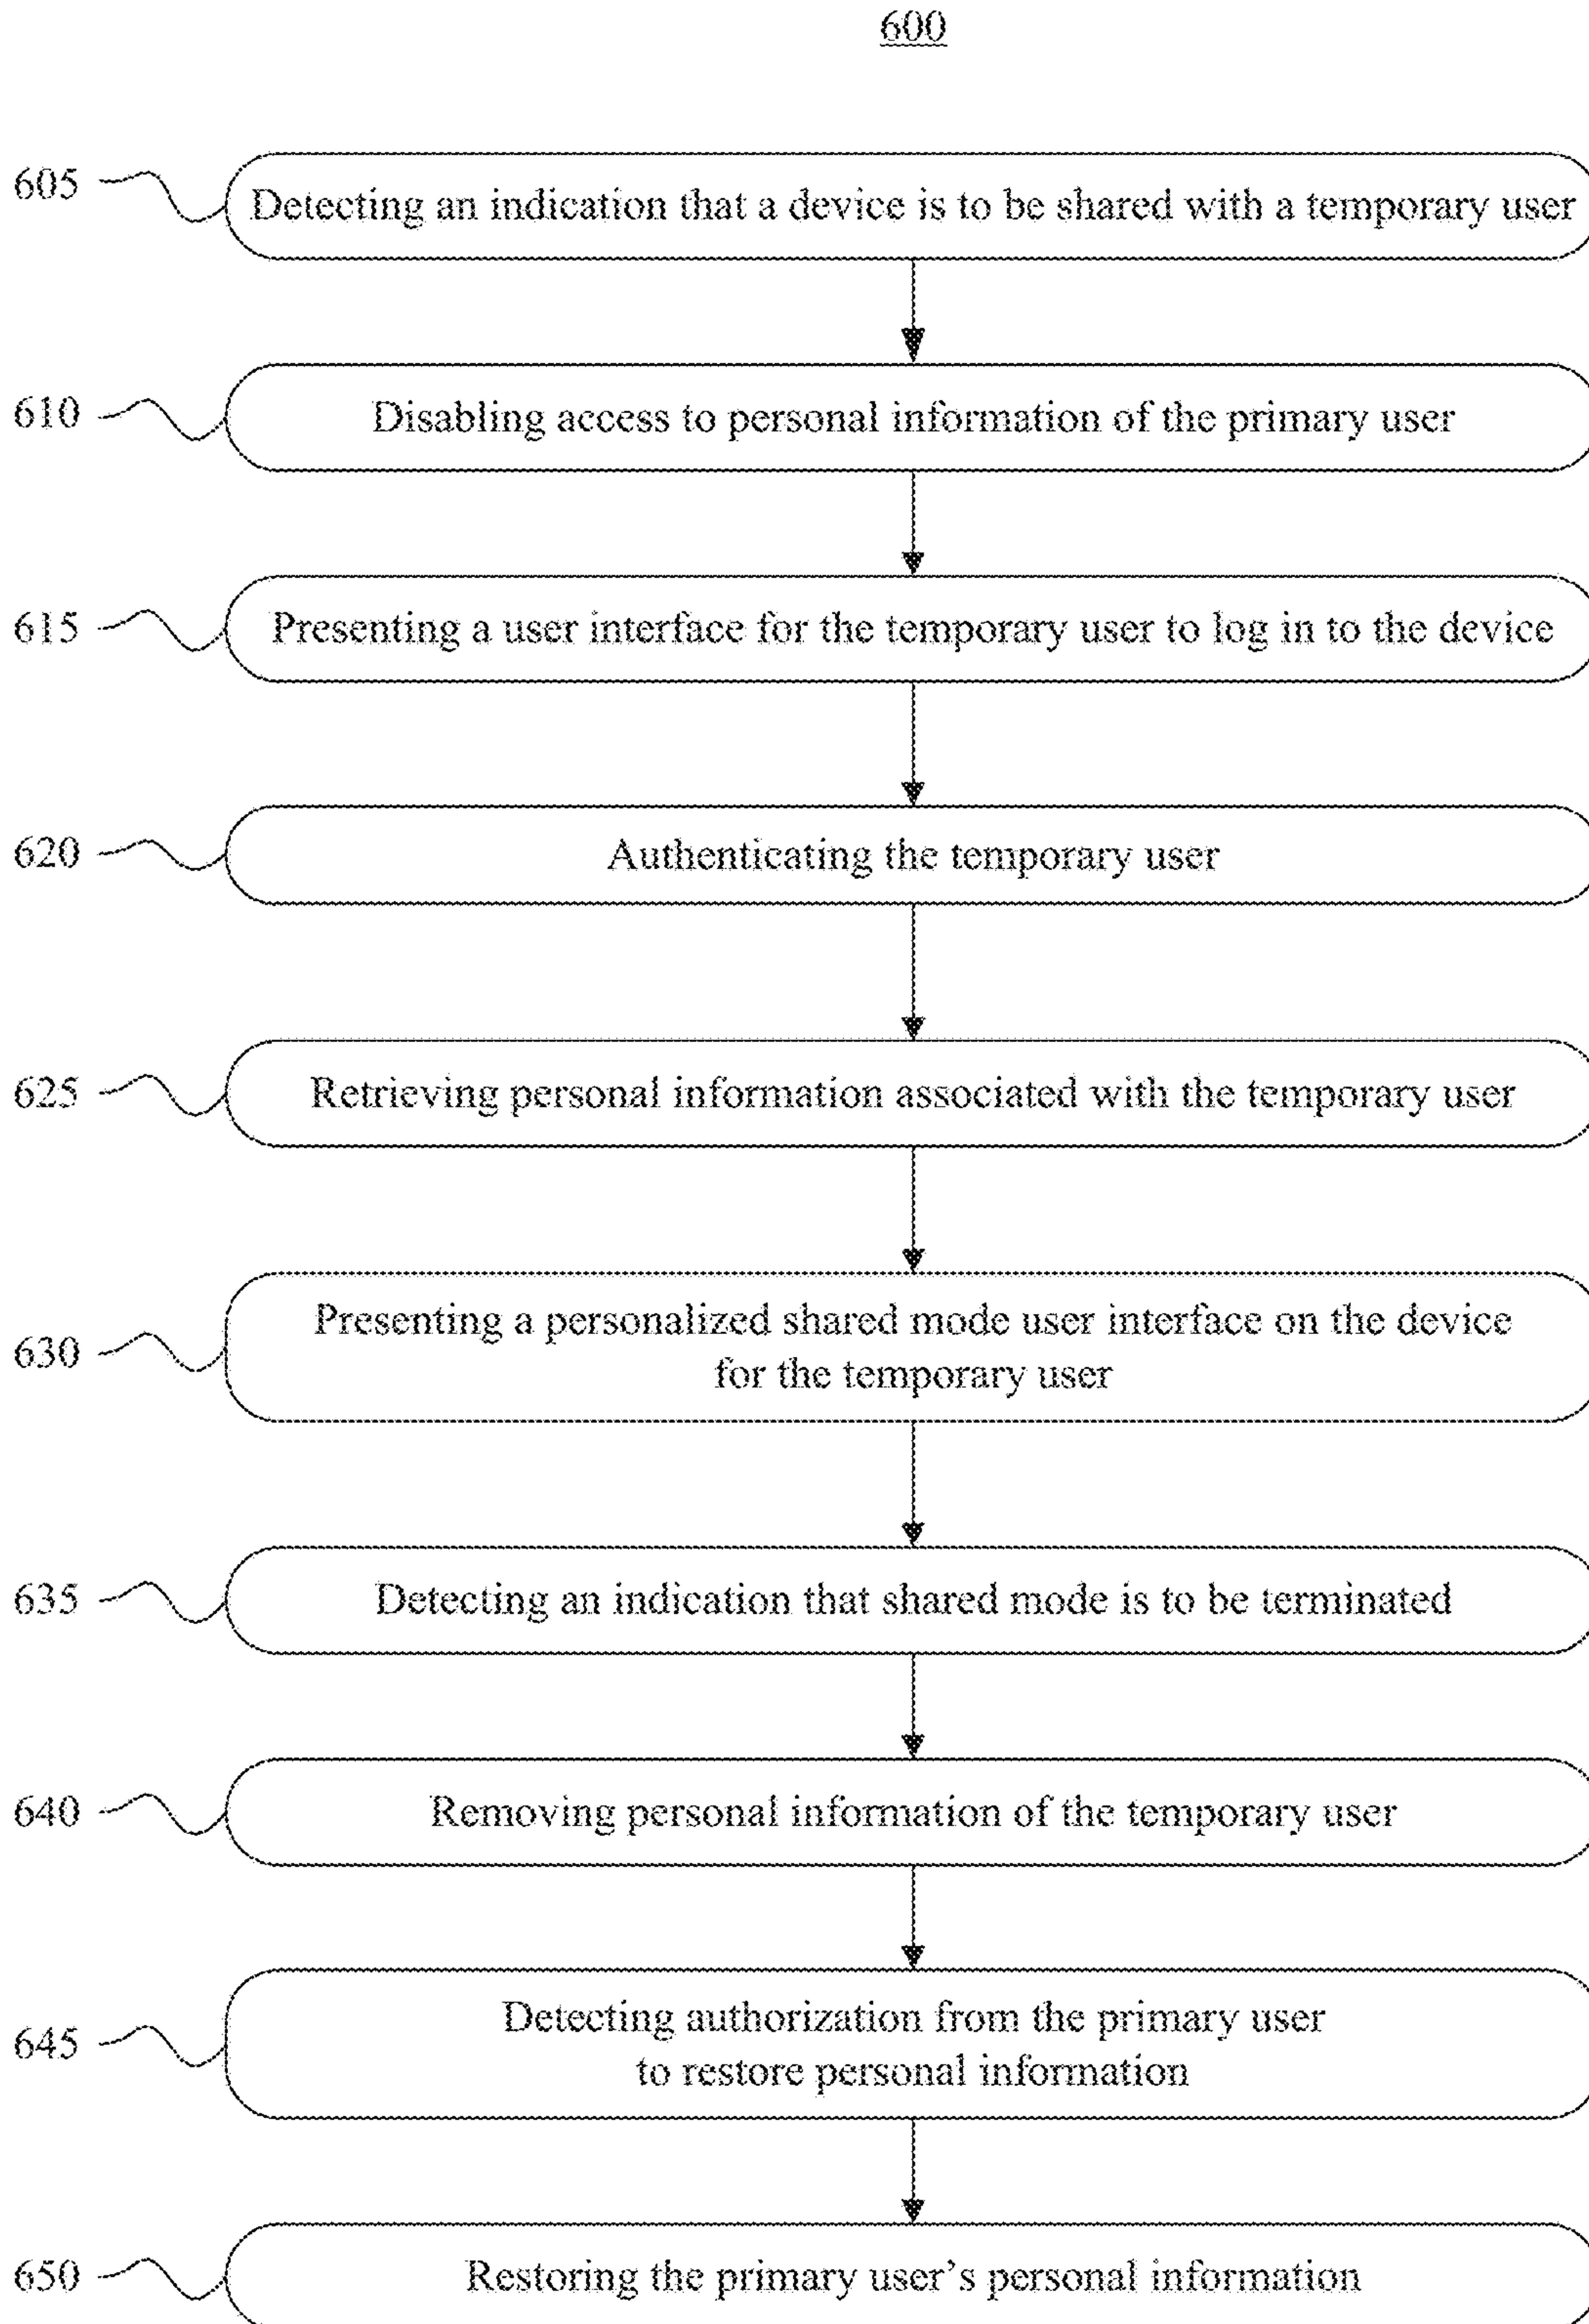 600
605
Detecting an indication that a device is to be shared with a temporary user
610
Disabling access to personal information of the primary user
615
Presenting a user interface for the temporary user to log in to the device
620
Authenticating the temporary user
625
Retrieving personal information associated with the temporary user
630
Presenting a personalized shared mode user interface on the device
for the temporary user
635
Detecting an indication that shared mode is to be terminated
640
Removing personal information of the temporary user
645
Detecting authorization from the primary user
to restore personal information
650
Restoring the primary user's personal information